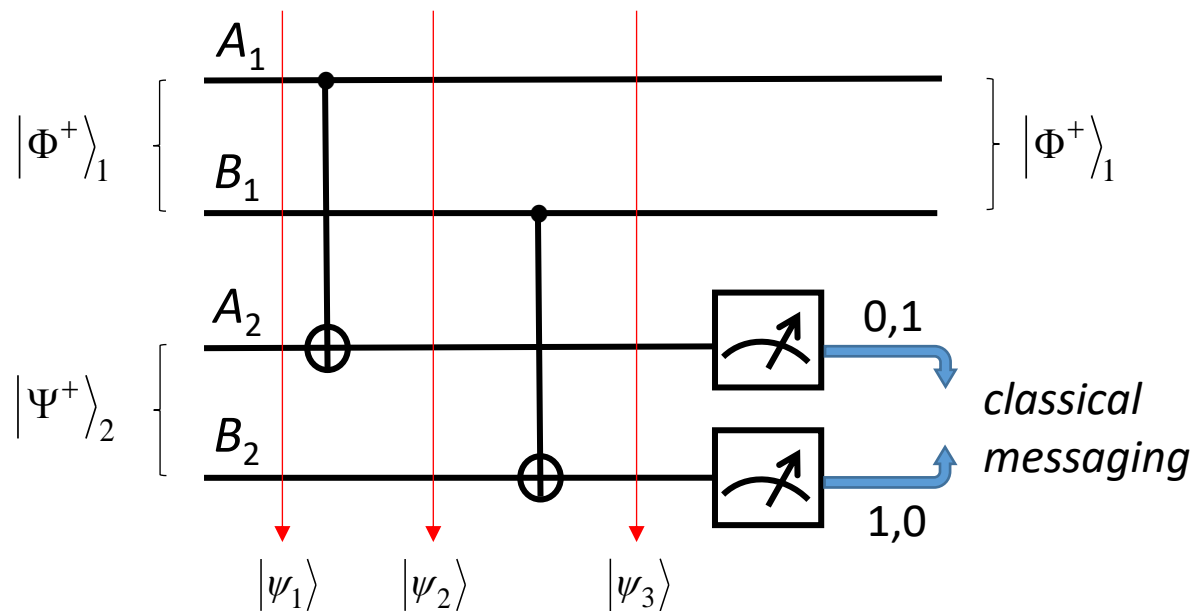 A₁
|Φ⁺⟩₁
|Φ⁺⟩₁
B₁
A₂
0,1
|Ψ⁺⟩₂
classical
messaging
B₂
1,0
|ψ₁⟩ |ψ₂⟩ |ψ₃⟩